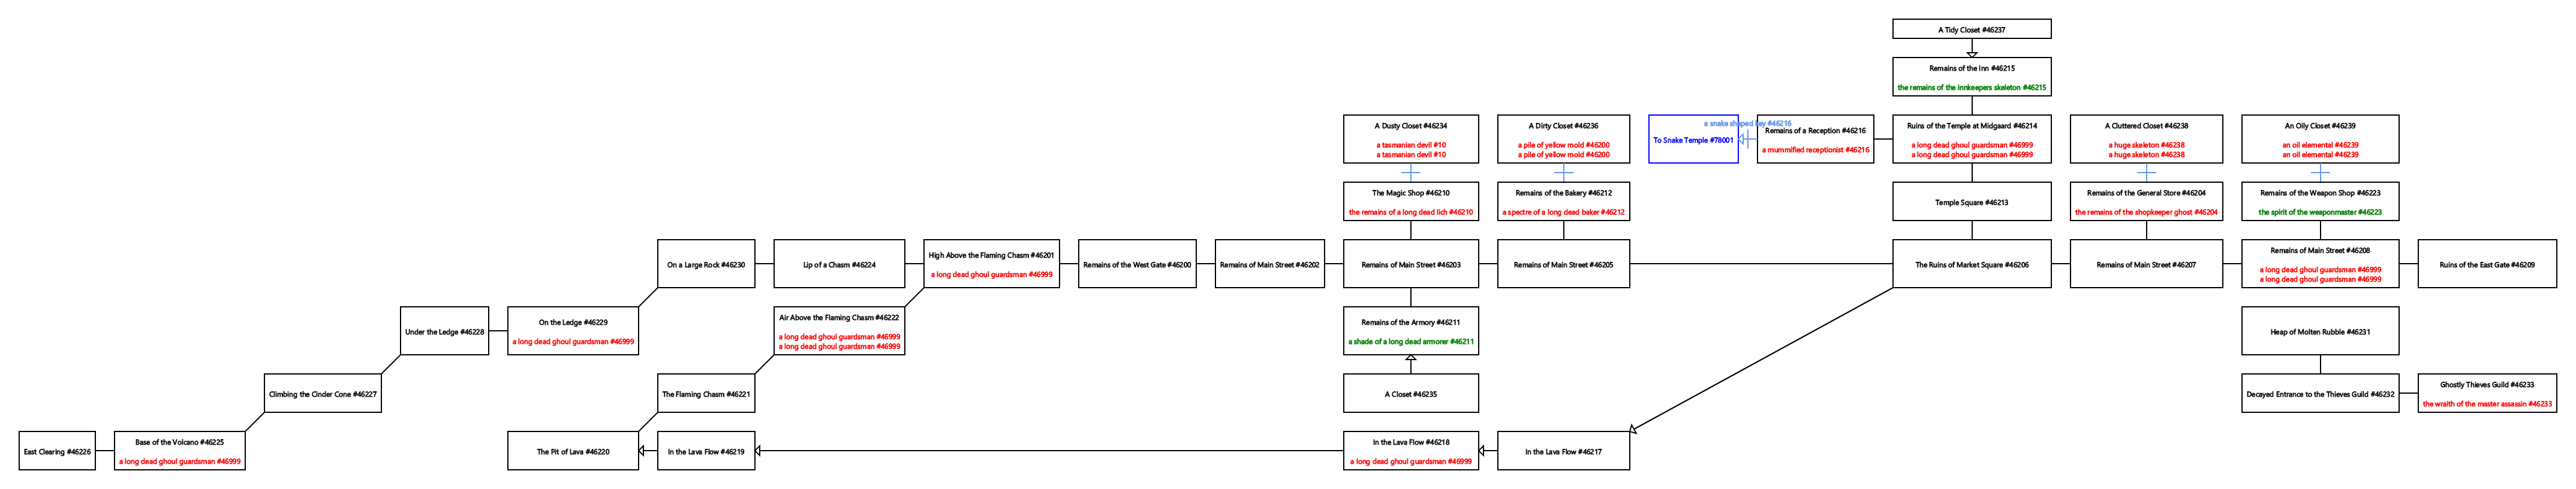 A Tidy Closet #46237
Remains of the Inn #46215
the remains of the innkeepers skeleton #46215
A Dusty Closet #46234
a tasmanian devil #10
a tasmanian devil #10
A Dirty Closet #46236
a pile of yellow mold #46200
a pile of yellow mold #46200
To Snake Temple #78001
a snake shaped key #46216
Remains of a Reception #46216
a mummified receptionist #46216
Ruins of the Temple at Midgaard #46214
a long dead ghoul guardsman #46999
a long dead ghoul guardsman #46999
A Cluttered Closet #46238
a huge skeleton #46238
a huge skeleton #46238
An Oily Closet #46239
an oil elemental #46239
an oil elemental #46239
The Magic Shop #46210
the remains of a long dead lich #46210
Remains of the Bakery #46212
a spectre of a long dead baker #46212
Temple Square #46213
Remains of the General Store #46204
the remains of the shopkeeper ghost #46204
Remains of the Weapon Shop #46223
the spirit of the weaponmaster #46223
On a Large Rock #46230
Lip of a Chasm #46224
High Above the Flaming Chasm #46201
a long dead ghoul guardsman #46999
Remains of the West Gate #46200
Remains of Main Street #46202
Remains of Main Street #46203
Remains of Main Street #46205
The Ruins of Market Square #46206
Remains of Main Street #46207
Remains of Main Street #46208
a long dead ghoul guardsman #46999
a long dead ghoul guardsman #46999
Ruins of the East Gate #46209
Under the Ledge #46228
On the Ledge #46229
a long dead ghoul guardsman #46999
Air Above the Flaming Chasm #46222
a long dead ghoul guardsman #46999
a long dead ghoul guardsman #46999
Remains of the Armory #46211
a shade of a long dead armorer #46211
Heap of Molten Rubble #46231
Climbing the Cinder Cone #46227
The Flaming Chasm #46221
A Closet #46235
Decayed Entrance to the Thieves Guild #46232
Ghostly Thieves Guild #46233
the wraith of the master assassin #46233
East Clearing #46226
Base of the Volcano #46225
a long dead ghoul guardsman #46999
The Pit of Lava #46220
In the Lava Flow #46219
In the Lava Flow #46218
a long dead ghoul guardsman #46999
In the Lava Flow #46217